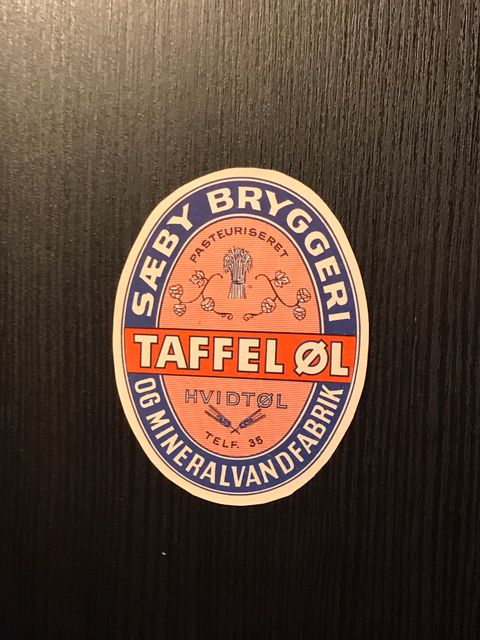 SÆBY BRYGGERI
PASTEURISERET
TAFFEL ØL
HVIDTØL
TELF. 35
OG MINERALVANDFABRIK